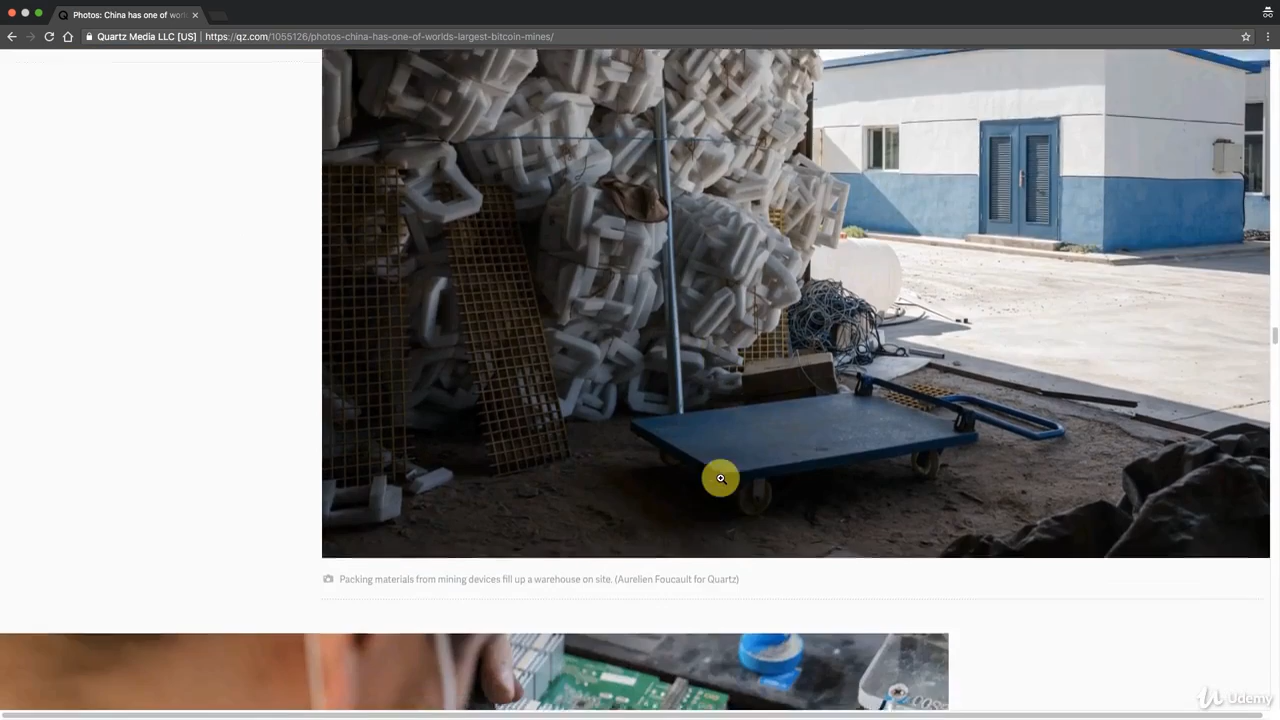 Photos: China has one of worl
Quartz Media LLC [US] | https://qz.com/1055126/photos-china-has-one-of-worlds-largest-bitcoin-mines/
Packing materials from mining devices fill up a warehouse on site. (Aurelien Foucault for Quartz)
Udemy